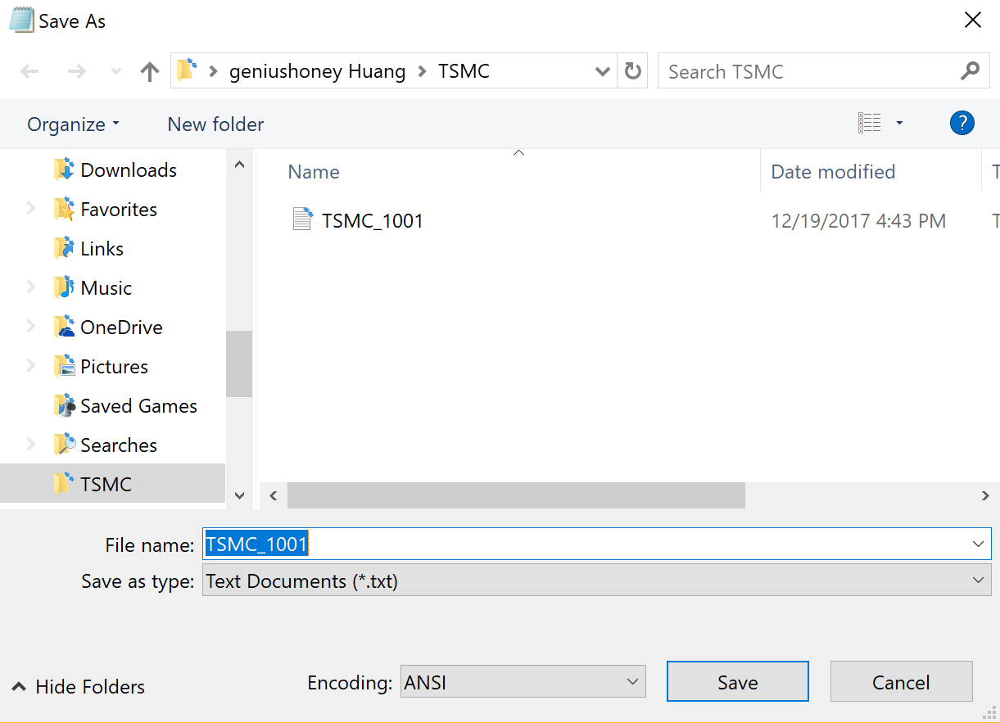 Save As
geniushoney Huang > TSMC
Search TSMC
Organize
New folder
?
Name
Date modified
T
Downloads
Favorites
Links
Music
OneDrive
Pictures
Saved Games
Searches
TSMC
TSMC_1001
12/19/2017 4:43 PM
T
File name: TSMC_1001
Save as type: Text Documents (*.txt)
Hide Folders
Encoding: ANSI
Save
Cancel